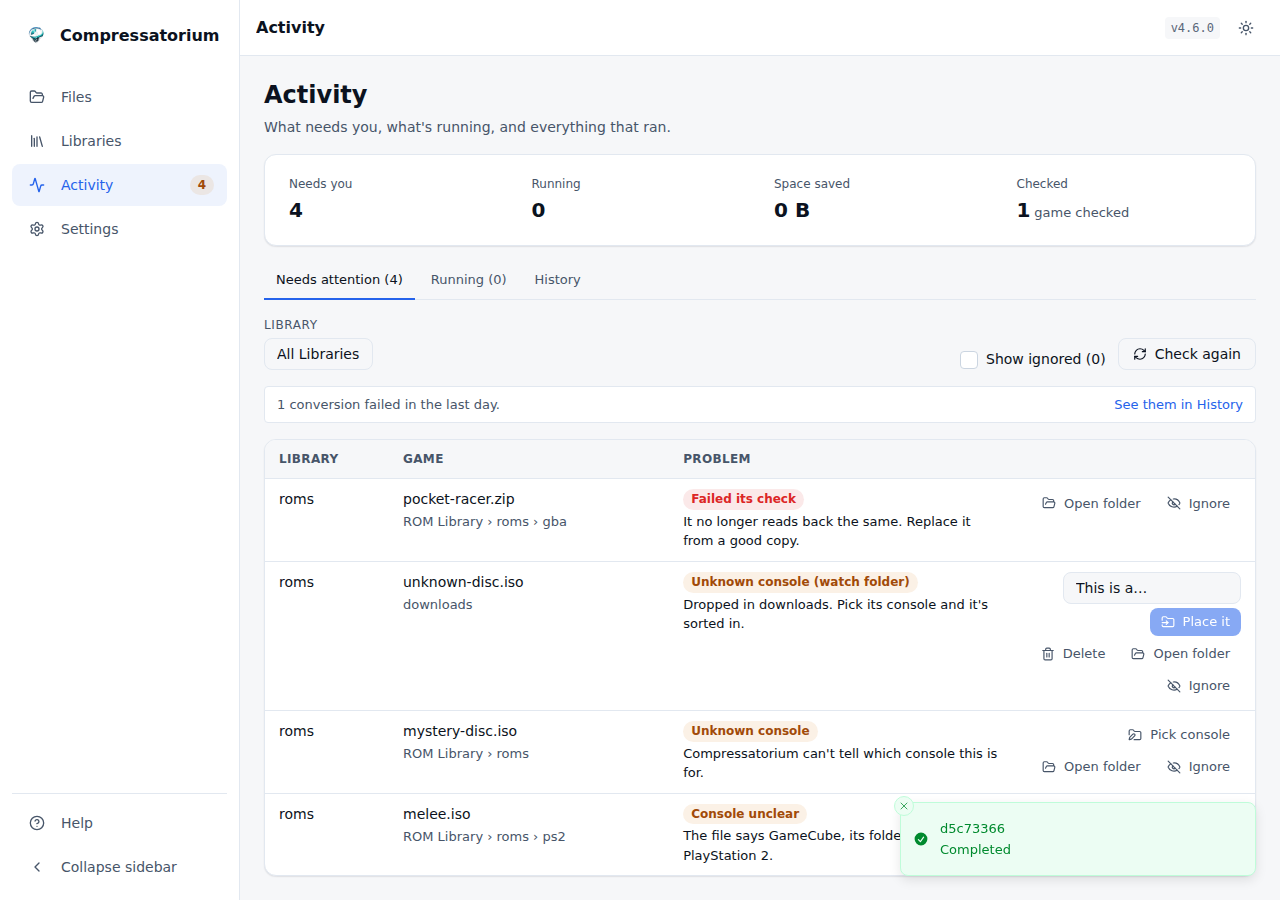 Compressatorium
Activity
v4.6.0
Files
Libraries
Activity
4
Settings
Help
Collapse sidebar
Activity
What needs you, what's running, and everything that ran.
Needs you
4
Running
0
Space saved
0 B
Checked
1 game checked
Needs attention (4)
Running (0)
History
LIBRARY
All Libraries
Show ignored (0)
Check again
1 conversion failed in the last day.
See them in History
LIBRARY
GAME
PROBLEM
roms
pocket-racer.zip
ROM Library › roms › gba
Failed its check
It no longer reads back the same. Replace it
from a good copy.
Open folder
Ignore
roms
unknown-disc.iso
downloads
Unknown console (watch folder)
Dropped in downloads. Pick its console and it's
sorted in.
This is a…
Place it
Delete
Open folder
Ignore
roms
mystery-disc.iso
ROM Library › roms
Unknown console
Compressatorium can't tell which console this is
for.
Pick console
Open folder
Ignore
roms
melee.iso
ROM Library › roms › ps2
Console unclear
The file says GameCube, its folde
PlayStation 2.
d5c73366
Completed